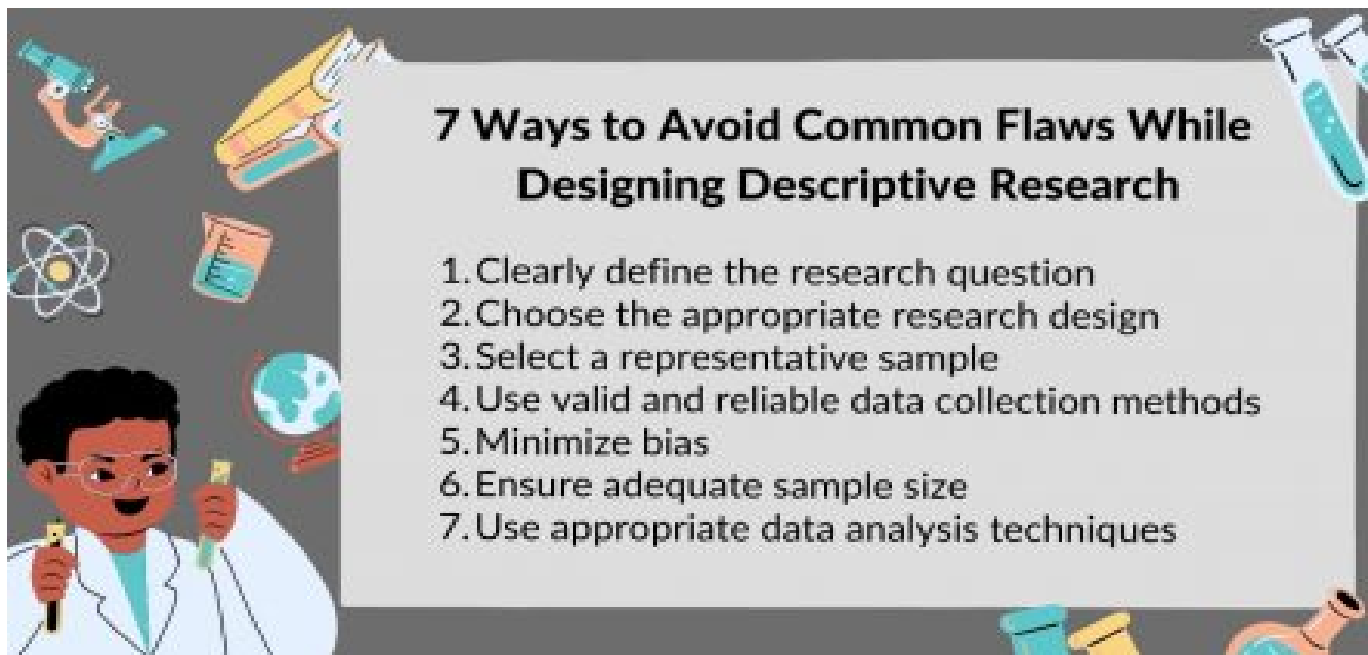 7 Ways to Avoid Common Flaws While
Designing Descriptive Research
1. Clearly define the research question
2. Choose the appropriate research design
3. Select a representative sample
4. Use valid and reliable data collection methods
5. Minimize bias
6. Ensure adequate sample size
7. Use appropriate data analysis techniques